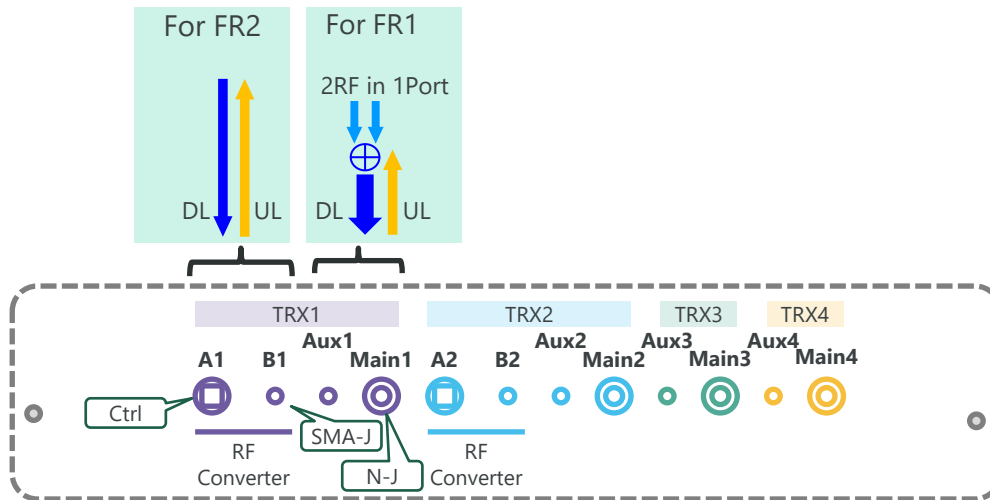 For FR2
For FR1
2RF in 1Port
DL
UL
DL
UL
TRX1
TRX2
TRX3
TRX4
A1
B1
Aux1
Main1
A2
B2
Aux2
Main2
Aux3
Main3
Aux4
Main4
Ctrl
SMA-J
N-J
RF
Converter
RF
Converter